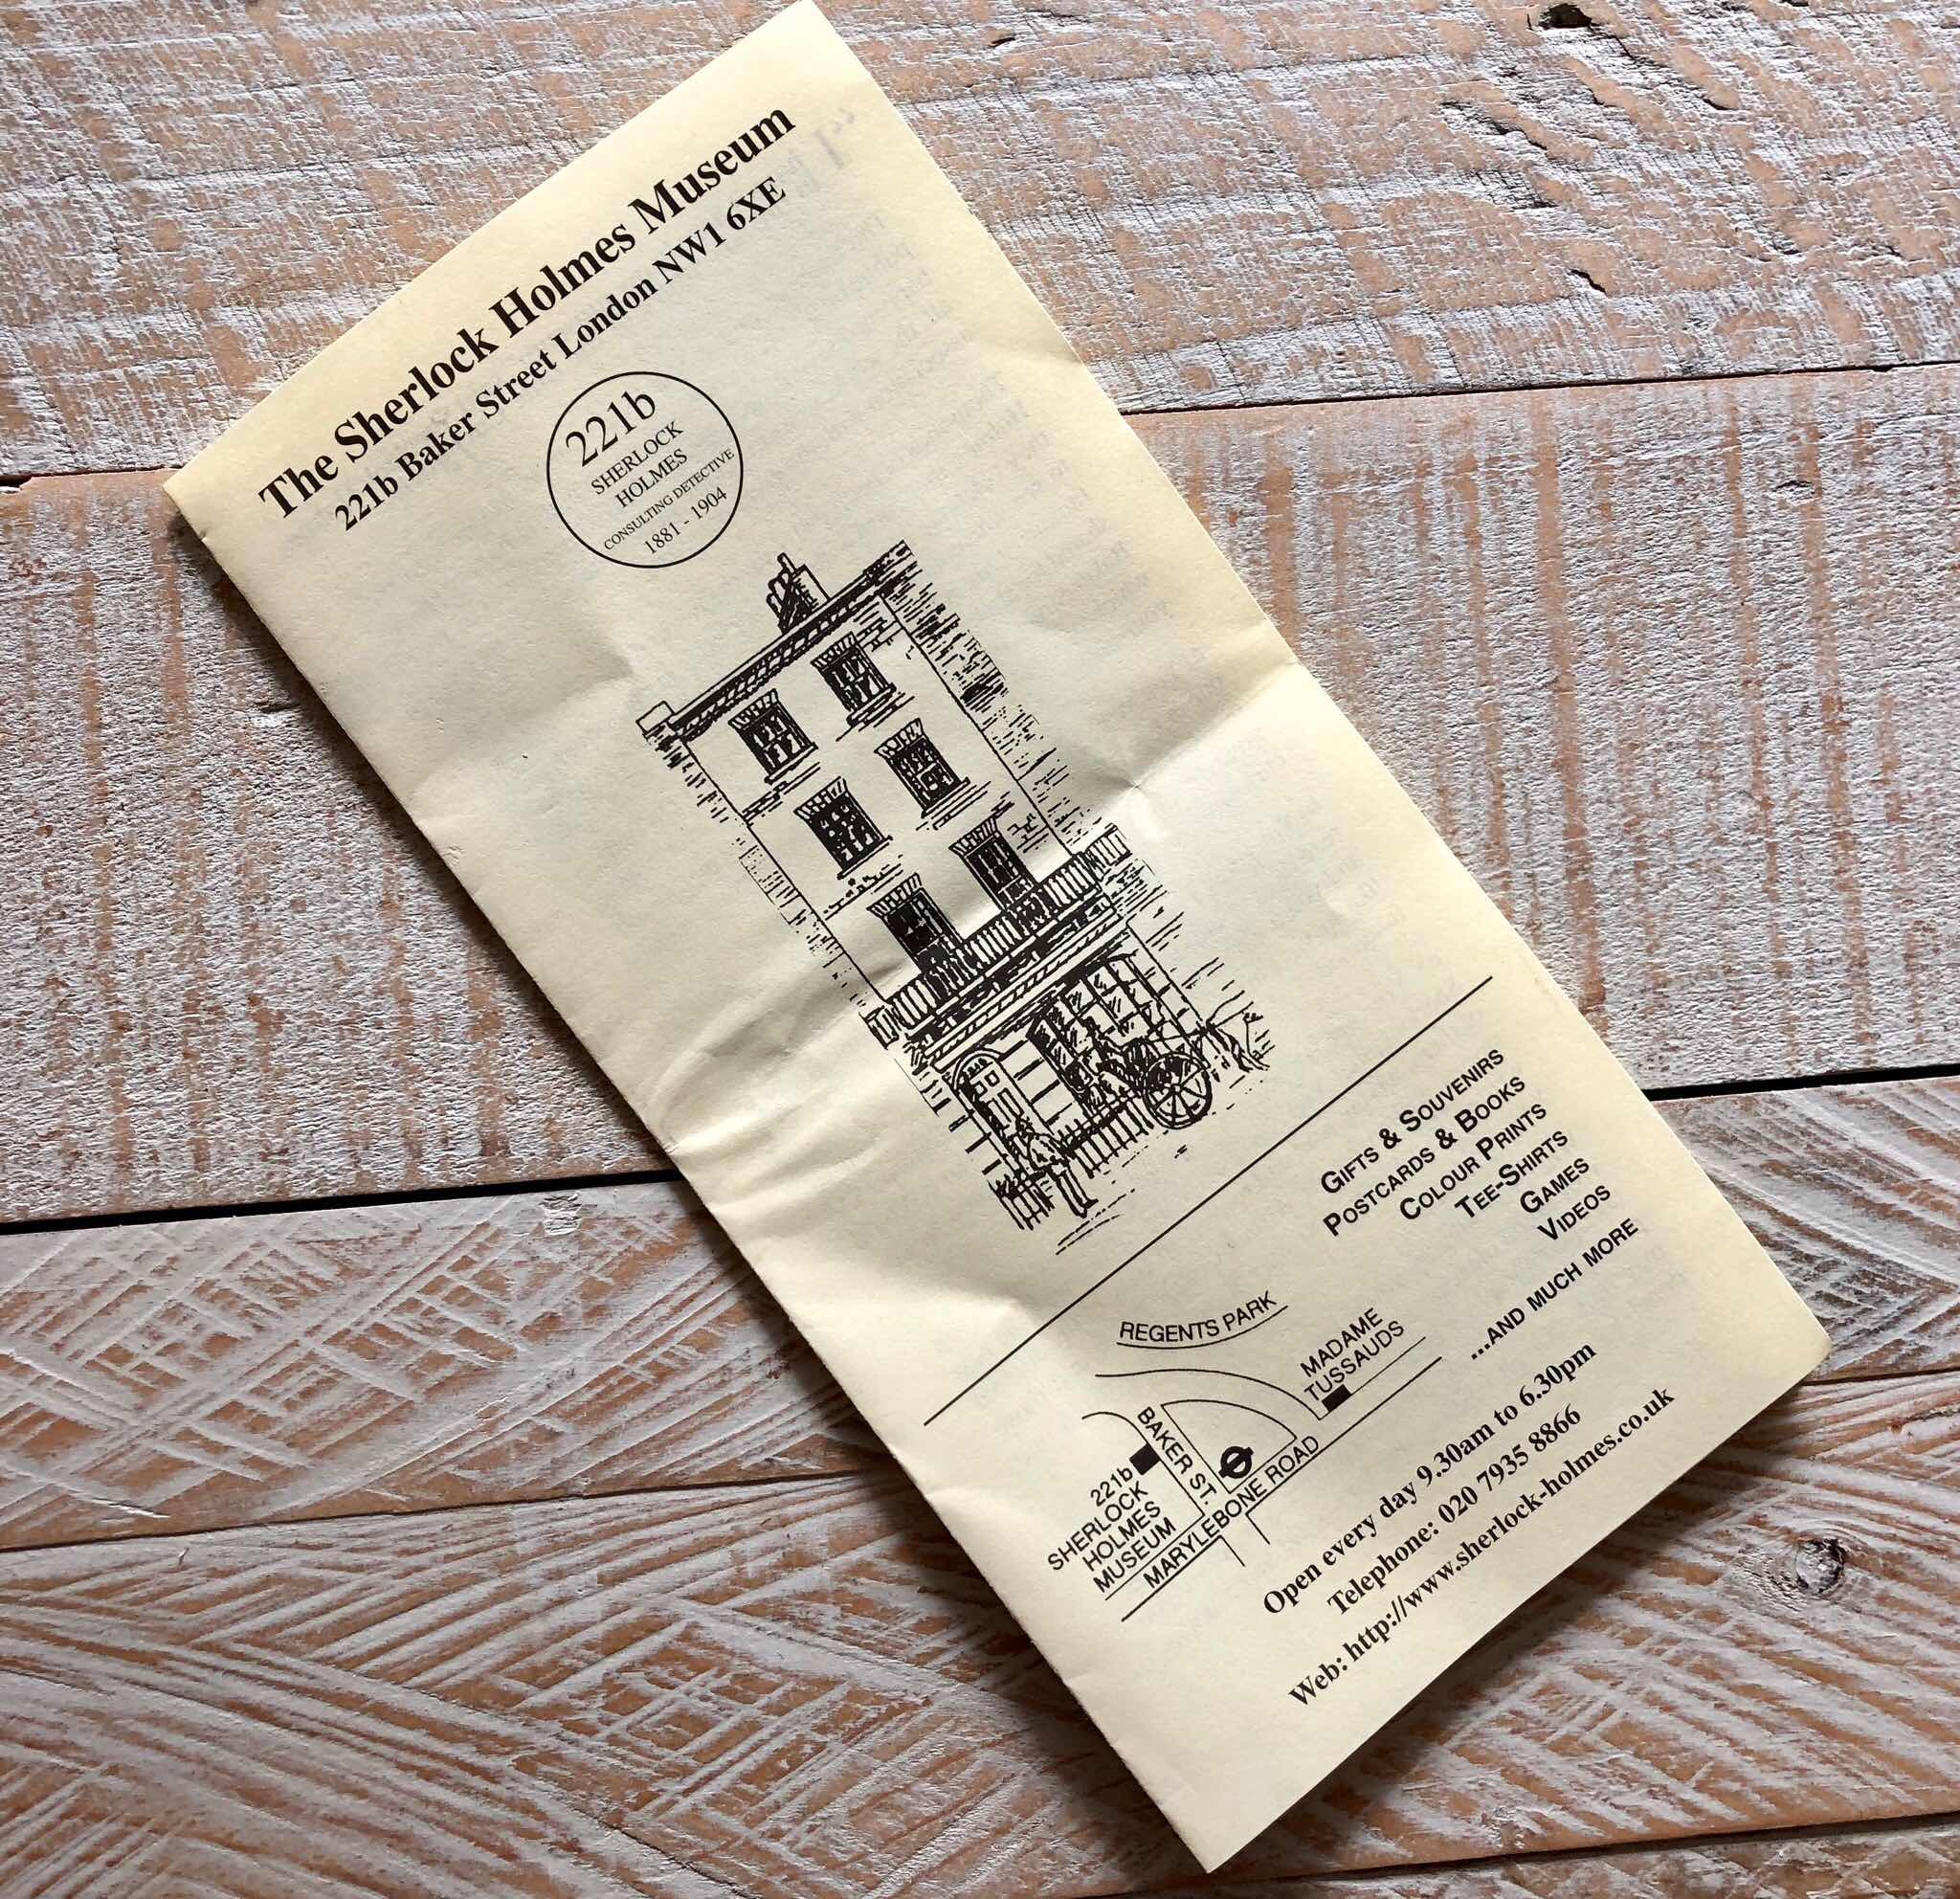 The Sherlock Holmes Museum
221b Baker Street London NW1 6XE
221b
SHERLOCK
HOLMES
CONSULTING DETECTIVE
1881 - 1904
GIFTS & SOUVENIRS
POSTCARDS & BOOKS
COLOUR PRINTS
TEE-SHIRTS
GAMES
VIDEOS
...AND MUCH MORE
REGENTS PARK
MADAME
TUSSAUDS
BAKER ST.
221b
SHERLOCK
HOLMES
MUSEUM
MARYLEBONE ROAD
Open every day 9.30am to 6.30pm
Telephone: 020 7935 8866
Web: http://www.sherlock-holmes.co.uk